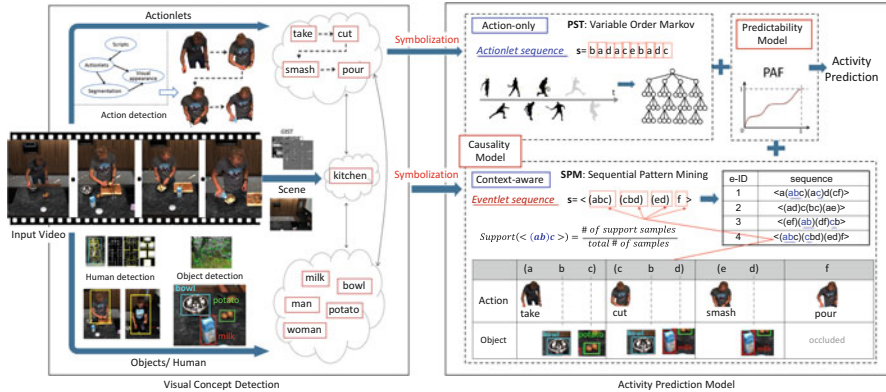 Actionlets
Scripts
Actionlets
Visual
appearance
Segmentation
Action detection
take
cut
smash
pour
Input Video
GIST
Scene
kitchen
Human detection
Object detection
bowl
potato
milk
Objects/ Human
milk
bowl
man
potato
woman
Visual Concept Detection
Symbolization
Symbolization
Action-only
PST: Variable Order Markov
Actionlet sequence
s= b a d a c e b a d c
t
Predictability
Model
PAF
1
0
1
Activity
Prediction
Causality
Model
Context-aware
SPM: Sequential Pattern Mining
Eventlet sequence
s= < (abc) (cbd) (ed) f >
Support(< (ab)c >) = # of support samples
total # of samples
e-ID sequence
1 <a(abc)(ac)d(cf)>
2 <(ad)c(bc)(ae)>
3 <(ef)(ab)(df)cb>
4 <(abc)(cbd)(ed)f>
(a b c) (c b d) (e d) f
Action
take cut smash pour
Object
occluded
Activity Prediction Model